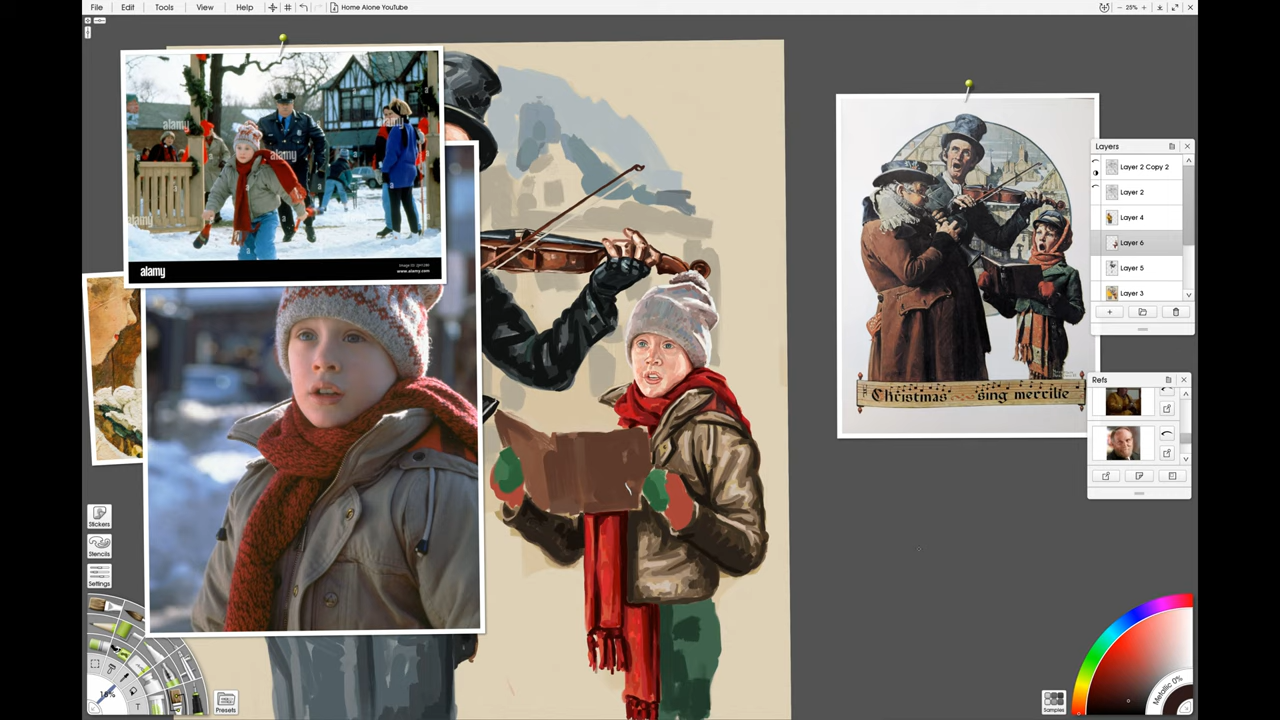 File Edit Tools View Help Home Alone YouTube 25%
alamy
alamy
alamy
alamy
alamy
www.alamy.com
Christmas sing merrilie
Layers
Layer 2 Copy 2
Layer 2
Layer 4
Layer 6
Layer 5
Layer 3
Refs
Stickers
Stencils
Settings
Presets
Samples
Metallic 0%